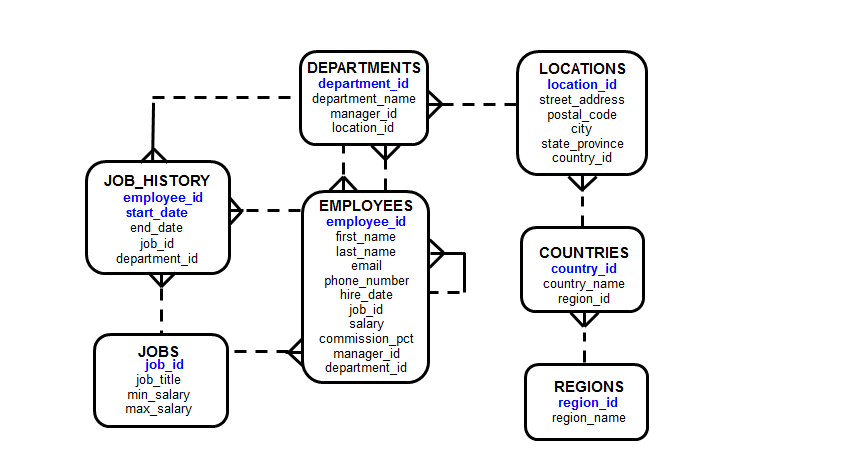 DEPARTMENTS
department_id
department_name
manager_id
location_id
LOCATIONS
location_id
street_address
postal_code
city
state_province
country_id
JOB_HISTORY
employee_id
start_date
end_date
job_id
department_id
EMPLOYEES
employee_id
first_name
last_name
email
phone_number
hire_date
job_id
salary
commission_pct
manager_id
department_id
COUNTRIES
country_id
country_name
region_id
JOBS
job_id
job_title
min_salary
max_salary
REGIONS
region_id
region_name